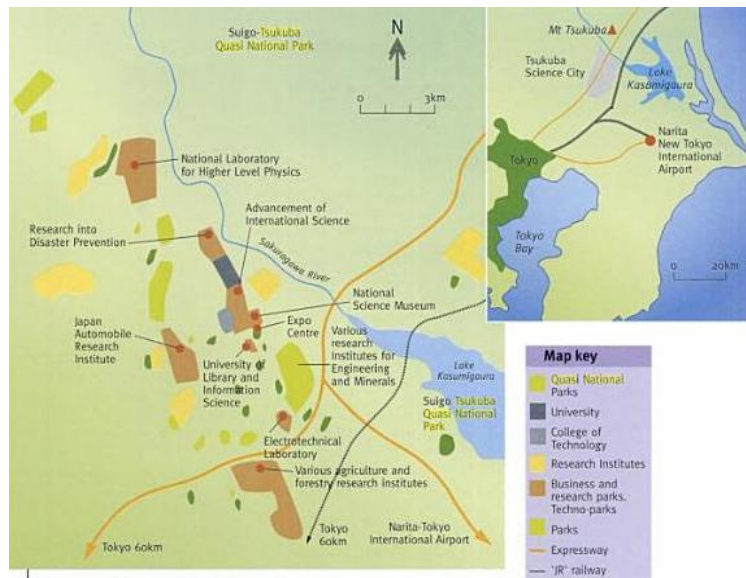 Suigo-Tsukuba
Quasi National Park
N
0 3km
National Laboratory
for Higher Level Physics
Advancement of
International Science
Research into
Disaster Prevention
Sakuragawa River
National
Science Museum
Expo
Centre
Japan
Automobile
Research
Institute
University of
Library and
Information
Science
Various
research
Institutes for
Engineering
and Minerals
Lake
Kasumigaura
Suigo Tsukuba
Quasi National
Park
Electrotechnical
Laboratory
Various agriculture and
forestry research institutes
Tokyo 60km
Tokyo
60km
Narita-Tokyo
International Airport
Mt Tsukuba
Tsukuba
Science City
Lake
Kasumigaura
Narita
New Tokyo
International
Airport
Tokyo
Tokyo
Bay
0 20km
Map key
Quasi National
Parks
University
College of
Technology
Research Institutes
Business and
research parks.
Techno-parks
Parks
Expressway
'JR' railway